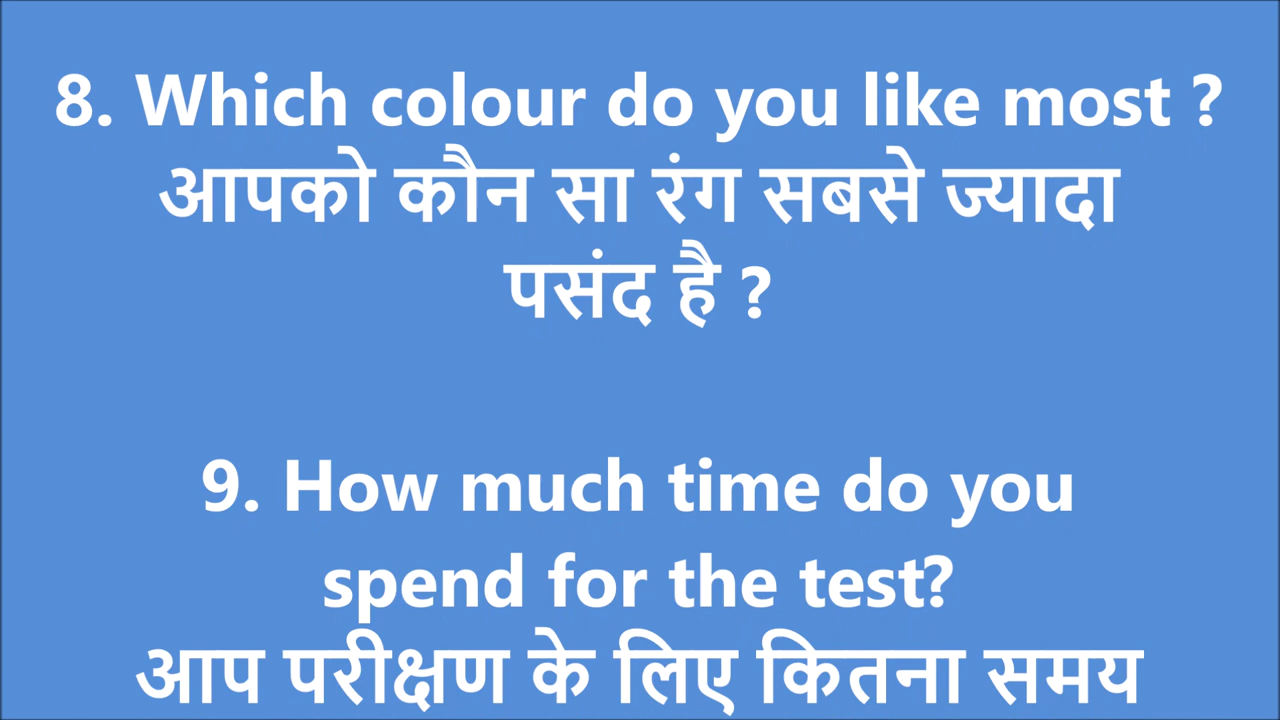 8. Which colour do you like most ?
आपको कौन सा रंग सबसे ज्यादा
पसंद है ?
9. How much time do you
spend for the test?
आप परीक्षण के लिए कितना समय